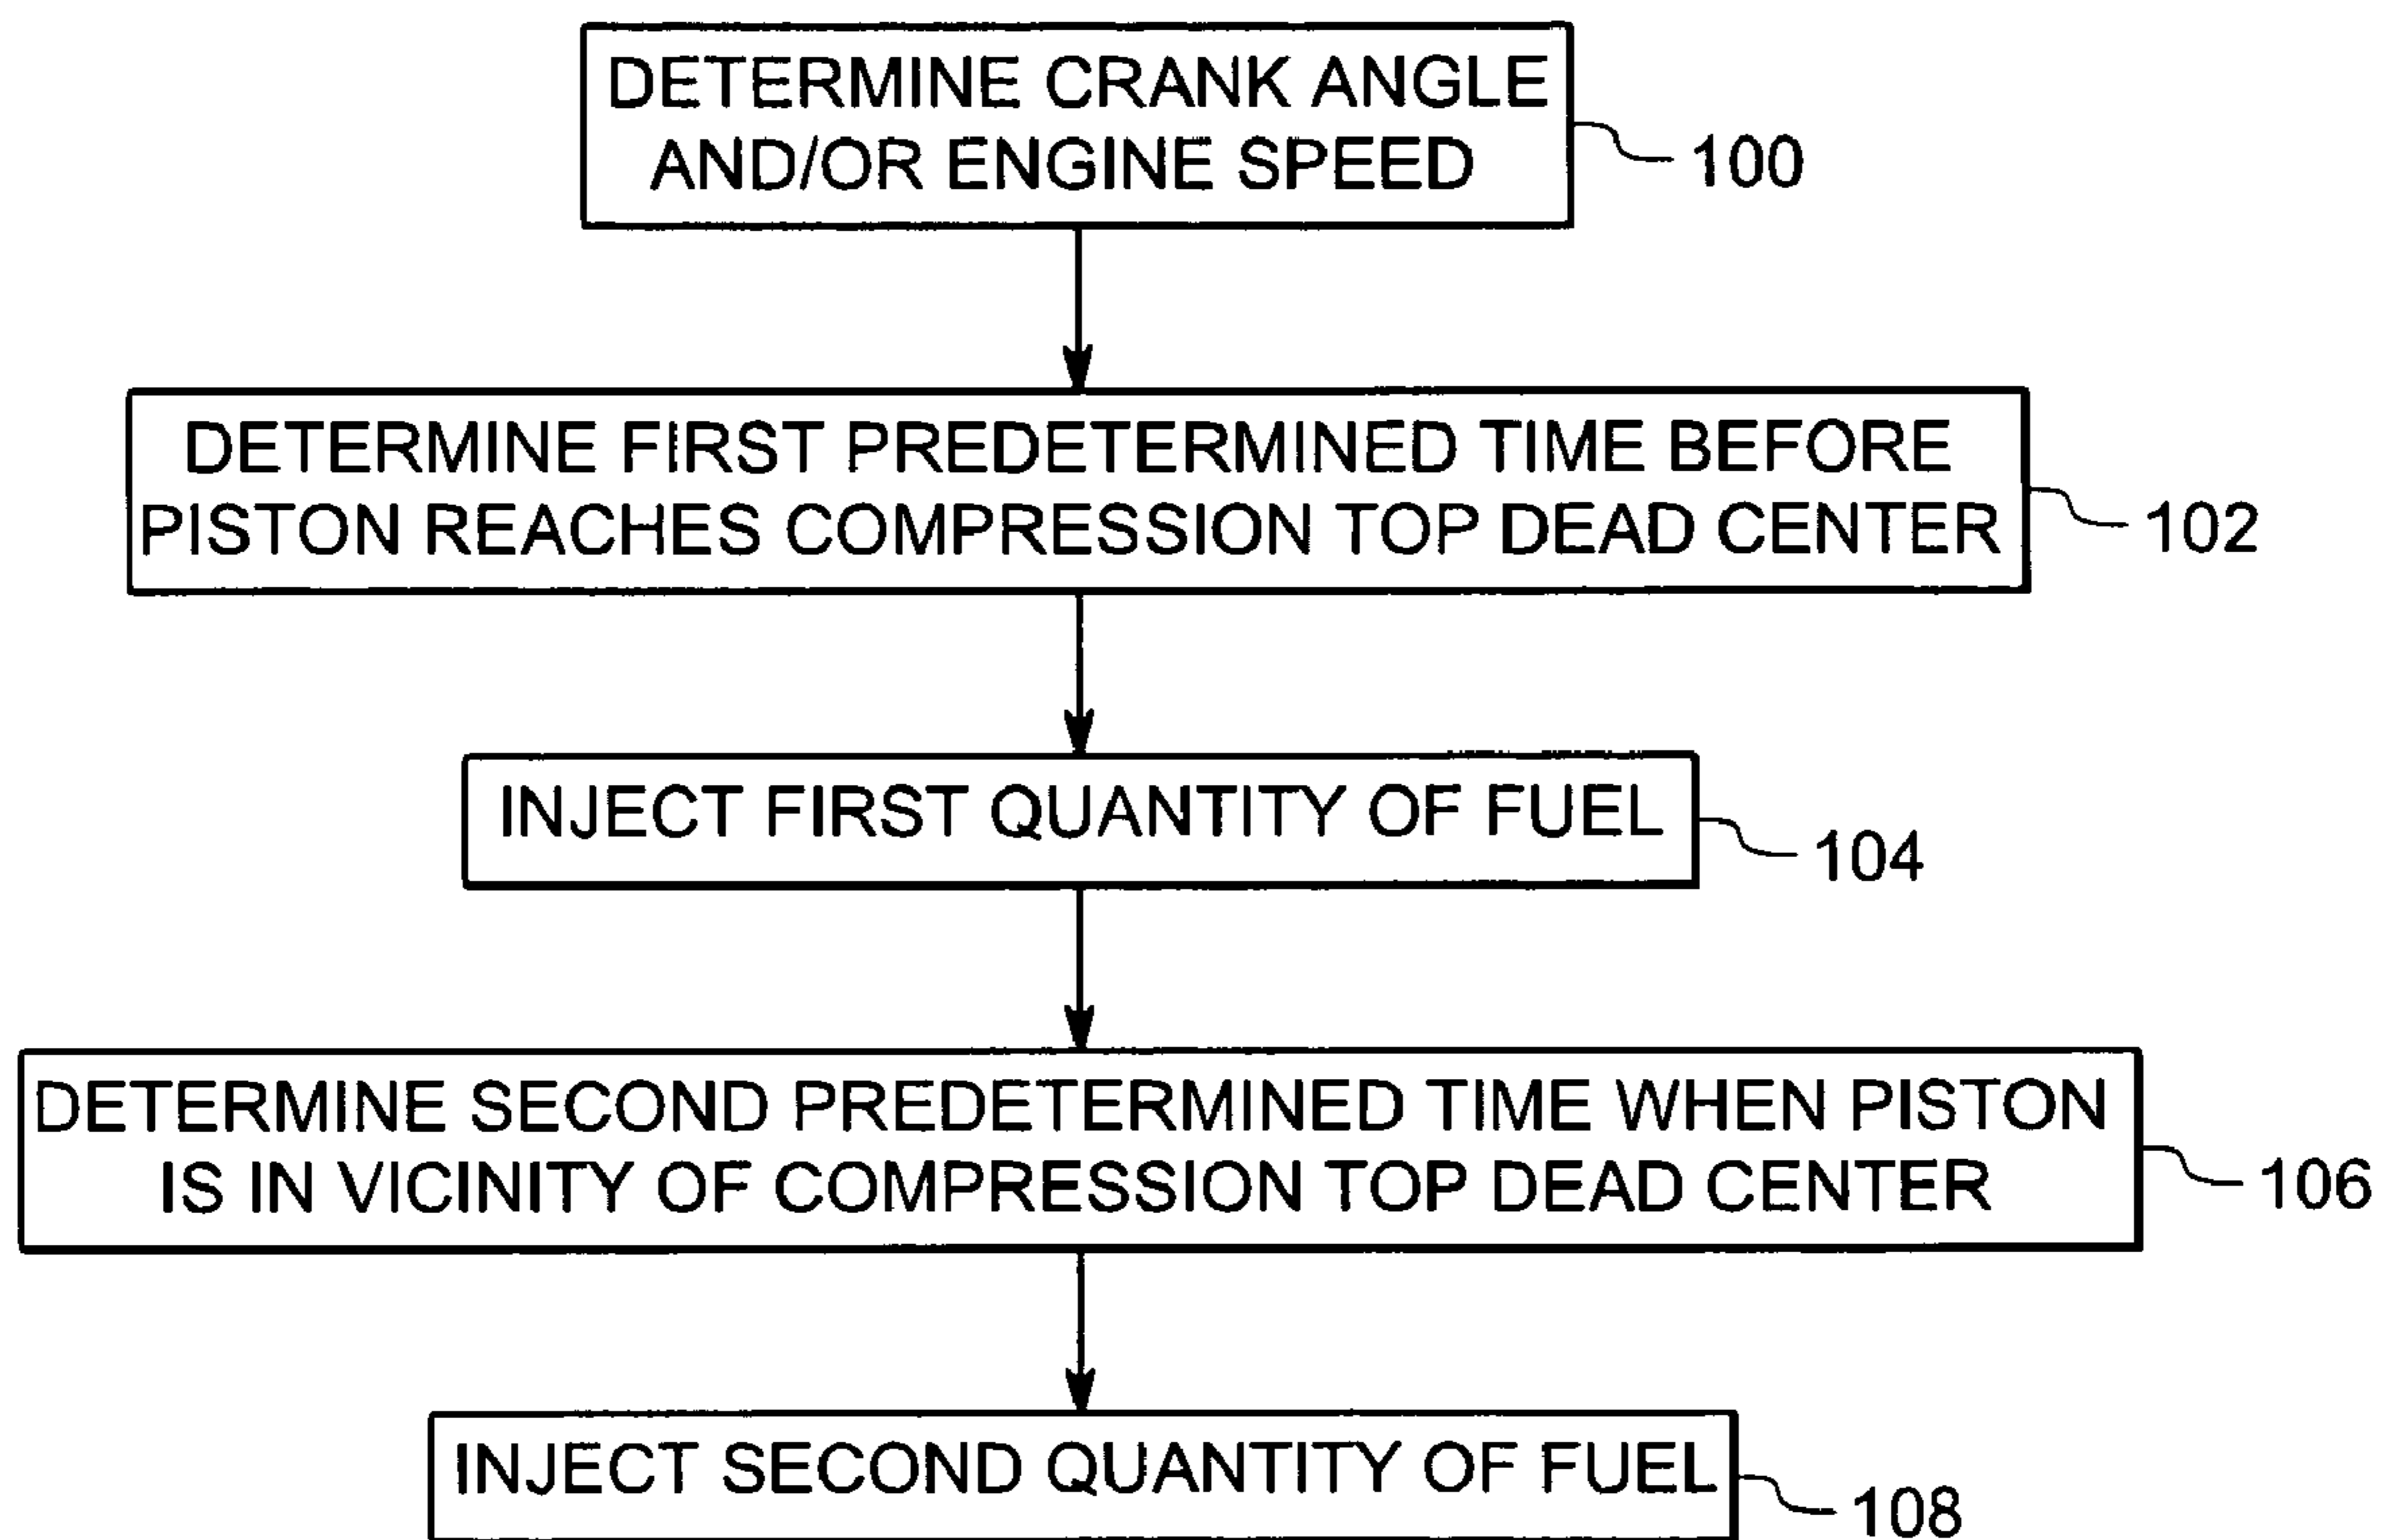 DETERMINE CRANK ANGLE
AND/OR ENGINE SPEED
100
DETERMINE FIRST PREDETERMINED TIME BEFORE
PISTON REACHES COMPRESSION TOP DEAD CENTER
102
INJECT FIRST QUANTITY OF FUEL
104
DETERMINE SECOND PREDETERMINED TIME WHEN PISTON
IS IN VICINITY OF COMPRESSION TOP DEAD CENTER
106
INJECT SECOND QUANTITY OF FUEL
108